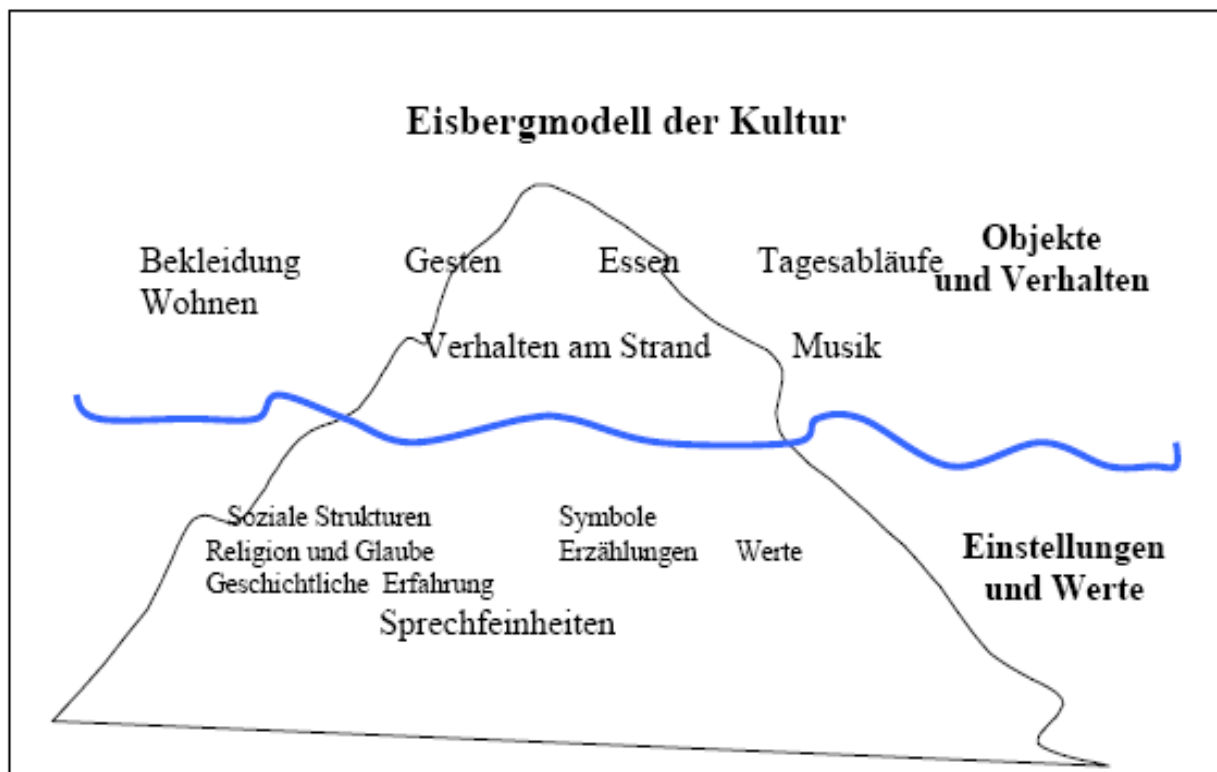 Eisbergmodell der Kultur
Bekleidung Gesten Essen Tagesabläufe
Wohnen
Objekte
und Verhalten
Verhalten am Strand Musik
Soziale Strukturen Symbole
Religion und Glaube Erzählungen Werte
Geschichtliche Erfahrung
Sprechfeinheiten
Einstellungen
und Werte